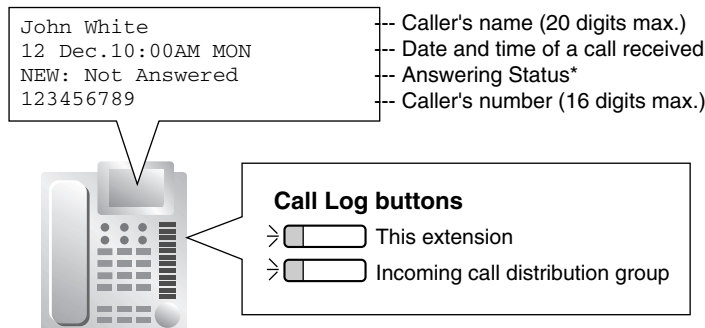 John White
--- Caller's name (20 digits max.)
12 Dec.10:00AM MON
--- Date and time of a call received
NEW: Not Answered
--- Answering Status*
123456789
--- Caller's number (16 digits max.)
Call Log buttons
This extension
Incoming call distribution group